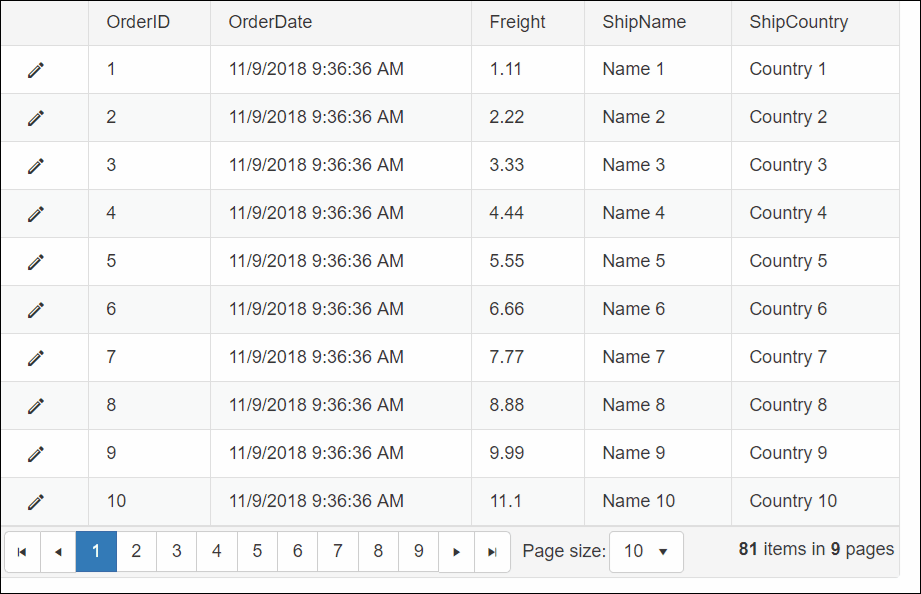 OrderID OrderDate Freight ShipName ShipCountry
1 11/9/2018 9:36:36 AM 1.11 Name 1 Country 1
2 11/9/2018 9:36:36 AM 2.22 Name 2 Country 2
3 11/9/2018 9:36:36 AM 3.33 Name 3 Country 3
4 11/9/2018 9:36:36 AM 4.44 Name 4 Country 4
5 11/9/2018 9:36:36 AM 5.55 Name 5 Country 5
6 11/9/2018 9:36:36 AM 6.66 Name 6 Country 6
7 11/9/2018 9:36:36 AM 7.77 Name 7 Country 7
8 11/9/2018 9:36:36 AM 8.88 Name 8 Country 8
9 11/9/2018 9:36:36 AM 9.99 Name 9 Country 9
10 11/9/2018 9:36:36 AM 11.1 Name 10 Country 10
1 2 3 4 5 6 7 8 9 Page size: 10 81 items in 9 pages